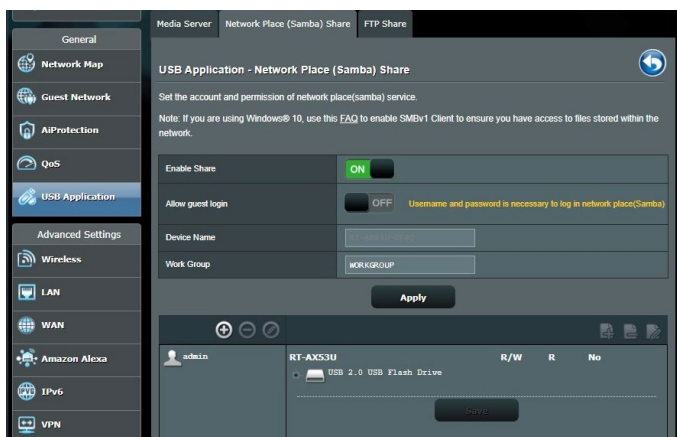 Media Server Network Place (Samba) Share FTP Share
General
Network Map
Guest Network
AiProtection
QoS
USB Application
Advanced Settings
Wireless
LAN
WAN
Amazon Alexa
IPv6
VPN
USB Application - Network Place (Samba) Share
Set the account and permission of network place(samba) service.
Note: If you are using Windows® 10, use this FAQ to enable SMBv1 Client to ensure you have access to files stored within the
network.
Enable Share ON
Allow guest login OFF Username and password is necessary to log in network place(Samba)
Device Name
Work Group WORKGROUP
Apply
admin
RT-AX53U R/W R No
USB 2.0 USB Flash Drive
Save